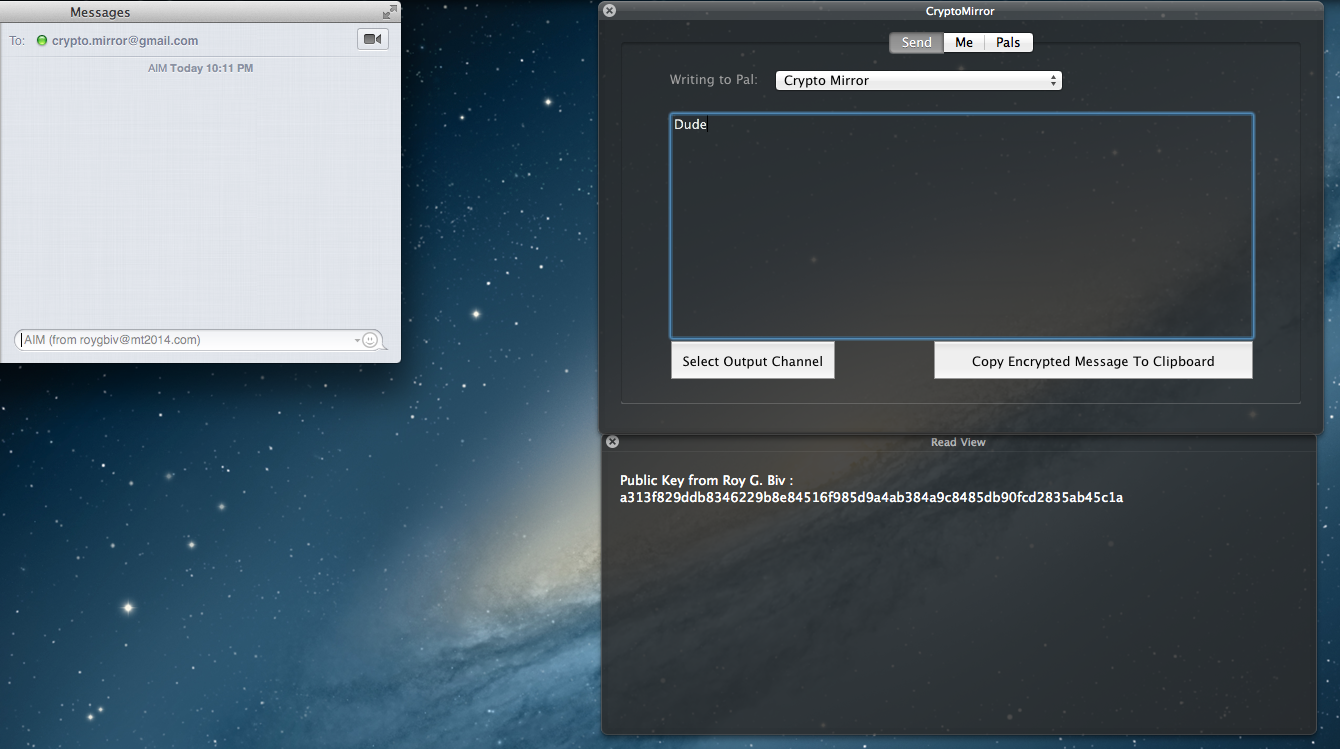 Messages
To: crypto.mirror@gmail.com
AIM Today 10:11 PM
AIM (from roygbiv@mt2014.com)
CryptoMirror
Send Me Pals
Writing to Pal: Crypto Mirror
Dude
Select Output Channel Copy Encrypted Message To Clipboard
Read View
Public Key from Roy G. Biv :
a313f829ddb8346229b8e84516f985d9a4ab384a9c8485db90fcd2835ab45c1a